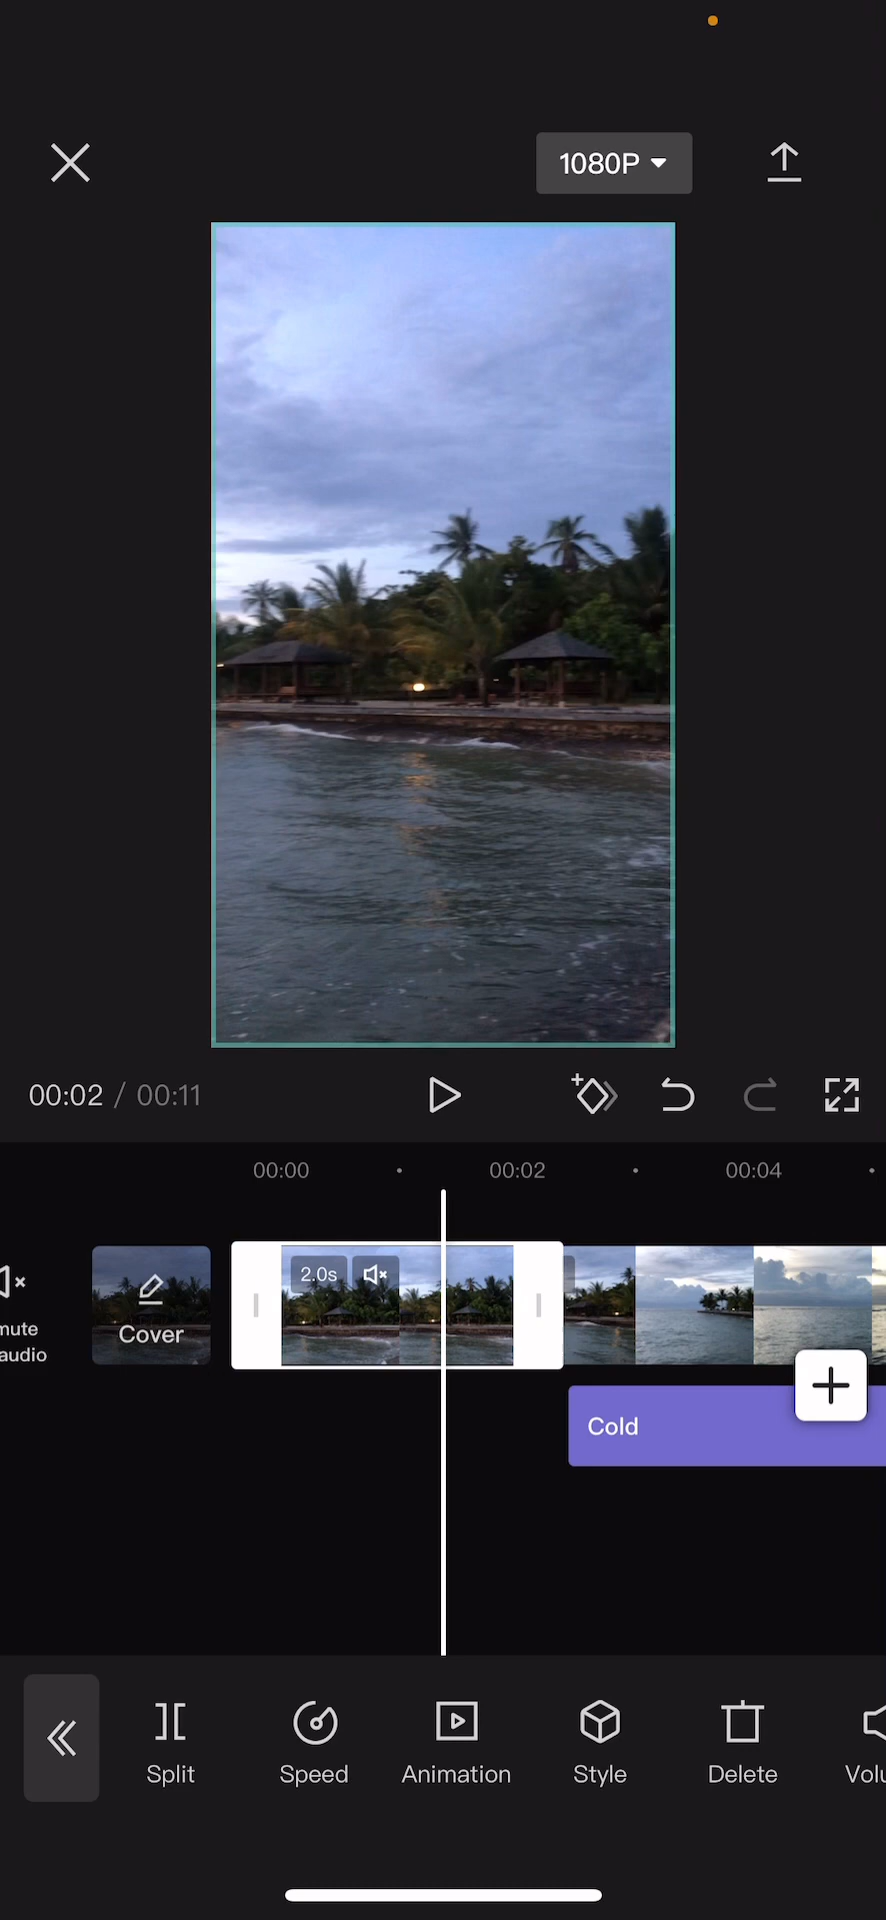 1080P
00:02 / 00:11
00:00
00:02
00:04
mute
audio
Cover
2.0s
Cold
Split
Speed
Animation
Style
Delete
Volu